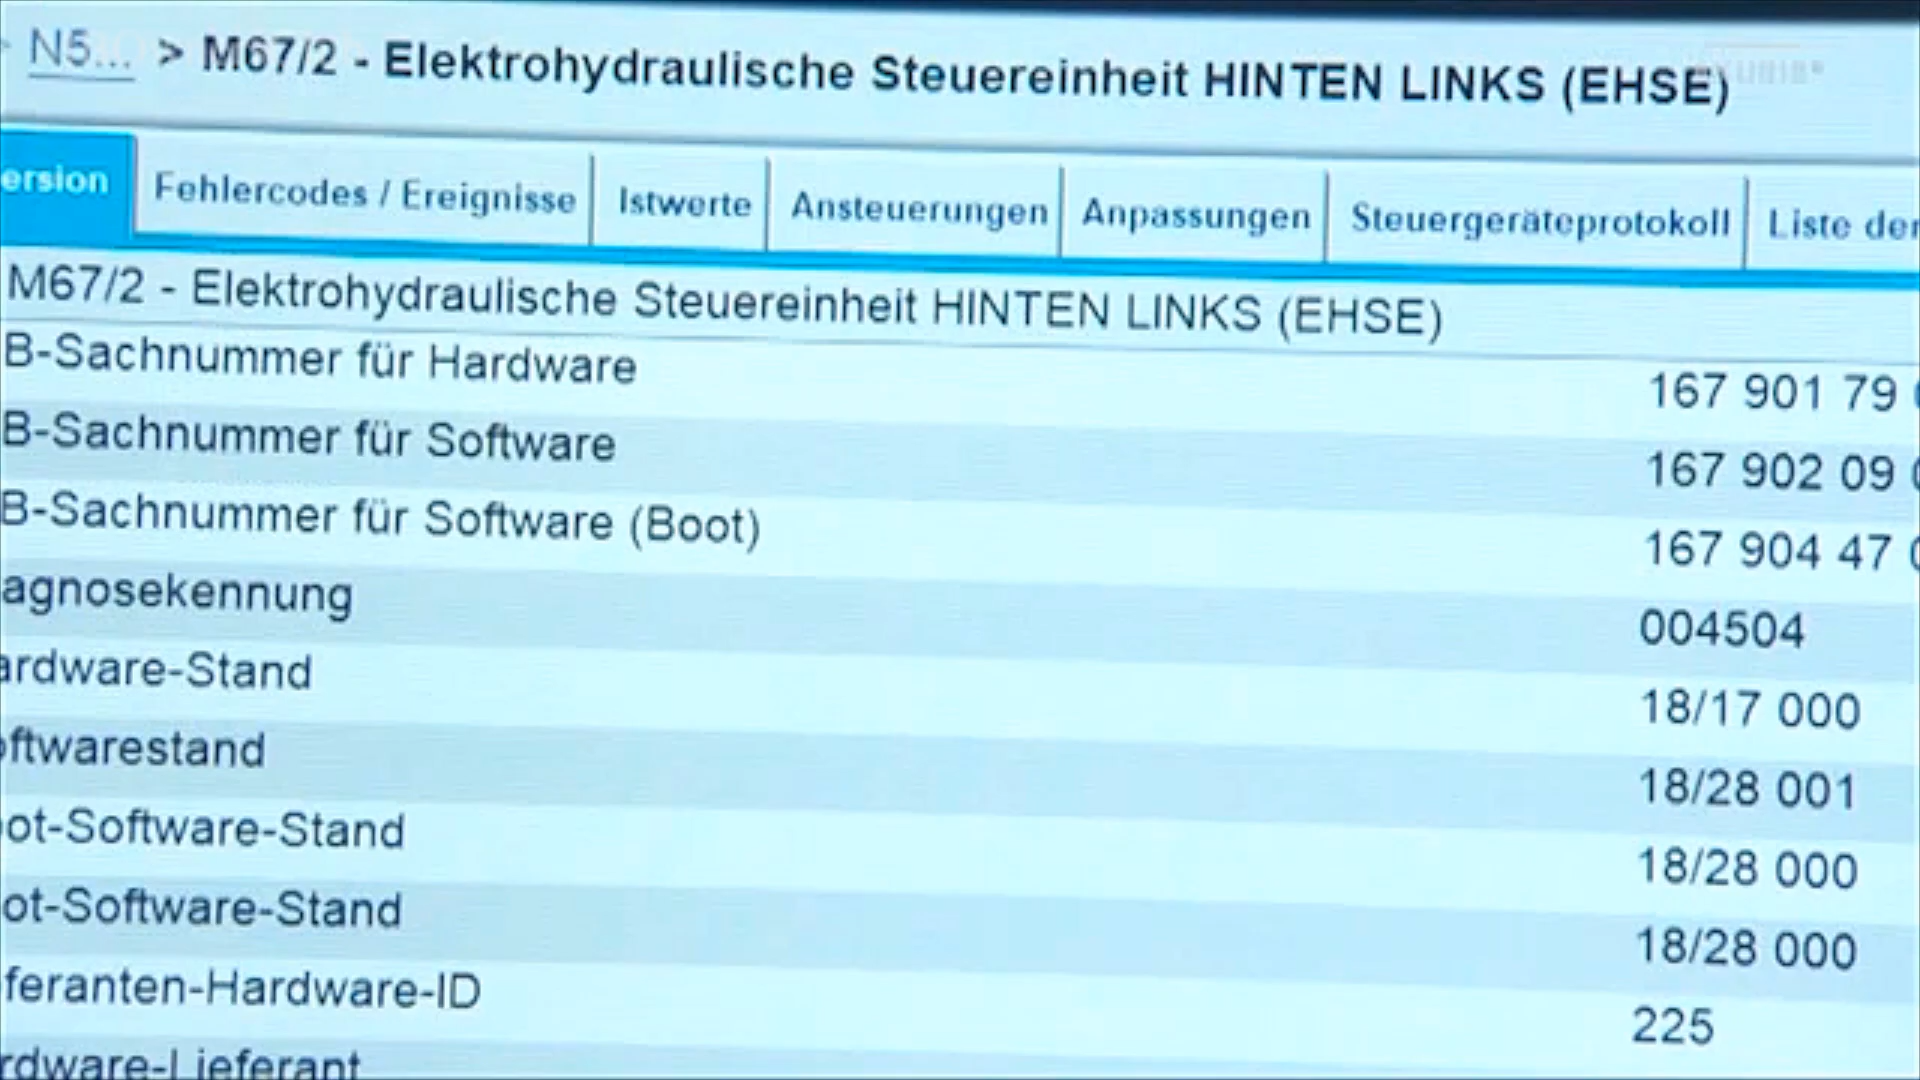 N5... > M67/2 - Elektrohydraulische Steuereinheit HINTEN LINKS (EHSE)
ersion Fehlercodes / Ereignisse Istwerte Ansteuerungen Anpassungen Steuergeräteprotokoll Liste der
M67/2 - Elektrohydraulische Steuereinheit HINTEN LINKS (EHSE)
B-Sachnummer für Hardware 167 901 79
B-Sachnummer für Software 167 902 09
B-Sachnummer für Software (Boot) 167 904 47
agnosekennung 004504
ardware-Stand 18/17 000
oftwarestand 18/28 001
ot-Software-Stand 18/28 000
ot-Software-Stand 18/28 000
feranten-Hardware-ID 225
rdware-Lieferant